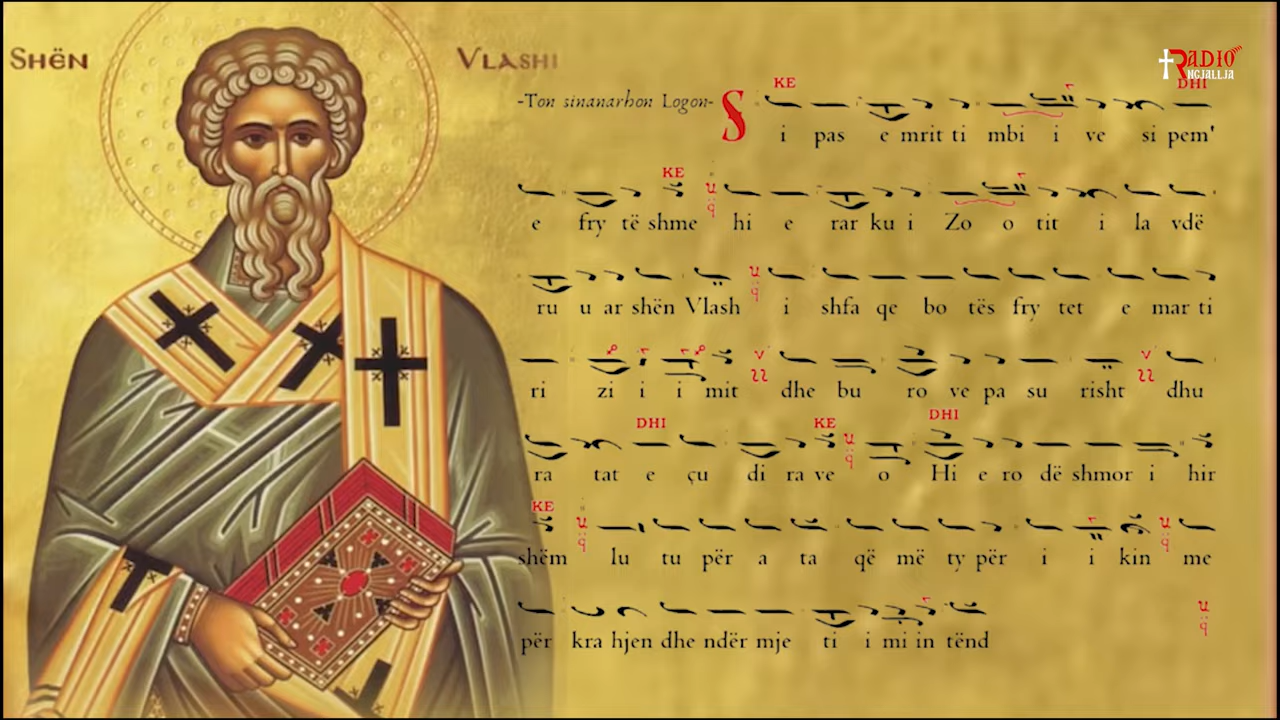 SHËN VLASHI
RADIO
NGJALLJA
-Ton sinanarhon Logon-
KE DHI
S i pas e mrit ti mbi i ve si pem'
KE
e fry të shme hi e rar ku i Zo o tit i la vdë
ru u ar shën Vlash i shfa qe bo tës fry tet e mar ti
ri zi i i mit dhe bu ro ve pa su risht dhu
DHI KE DHI
ra tat e çu di ra ve o Hi e ro dë shmor i hir
KE
shëm lu tu për a ta që më ty për i i kin me
për kra hjen dhe ndër mje ti i mi in tënd